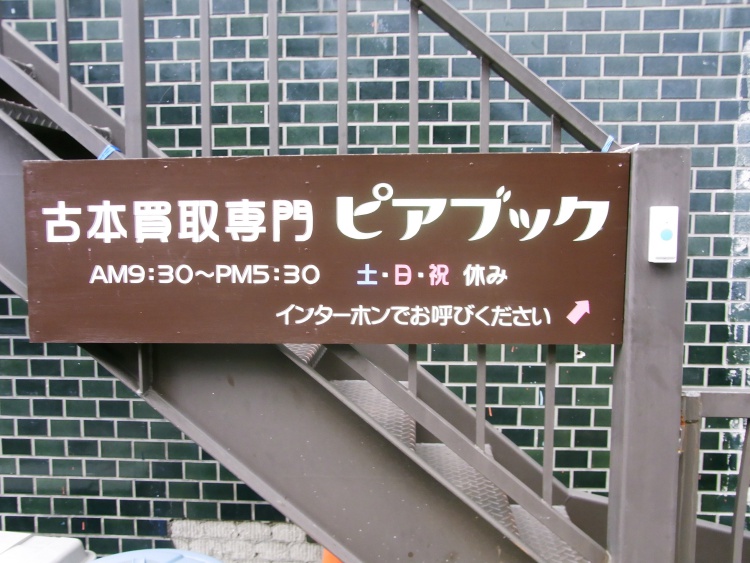 古本買取専門 ピアブック
AM9:30～PM5:30 土・日・祝 休み
インターホンでお呼びください